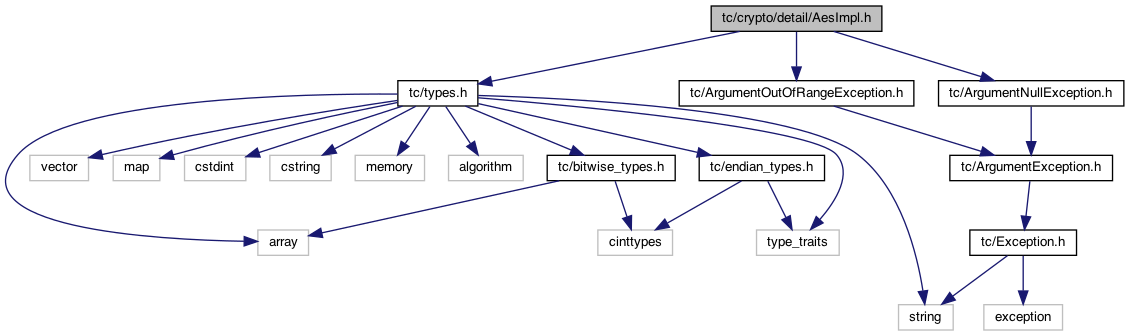 tc/crypto/detail/AesImpl.h
tc/types.h
tc/ArgumentOutOfRangeException.h
tc/ArgumentNullException.h
vector
map
cstdint
cstring
memory
algorithm
tc/bitwise_types.h
tc/endian_types.h
tc/ArgumentException.h
array
cinttypes
type_traits
tc/Exception.h
string
exception